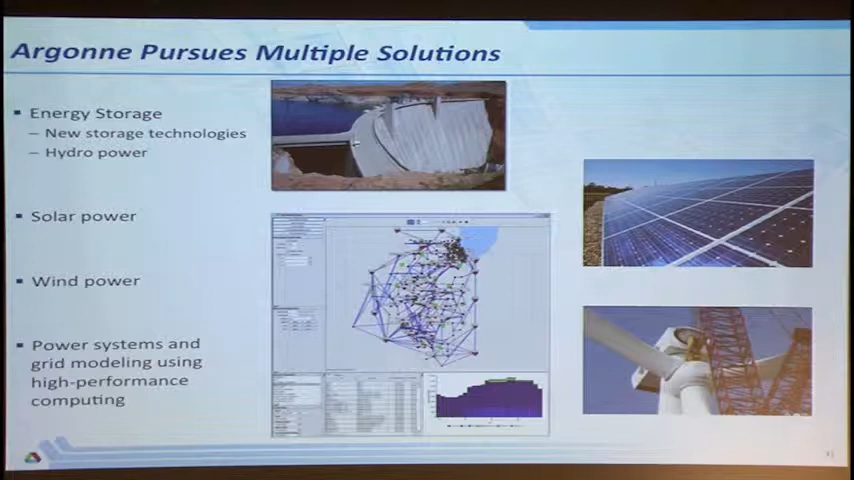 Argonne Pursues Multiple Solutions
▪ Energy Storage
– New storage technologies
– Hydro power
▪ Solar power
▪ Wind power
▪ Power systems and
grid modeling using
high-performance
computing